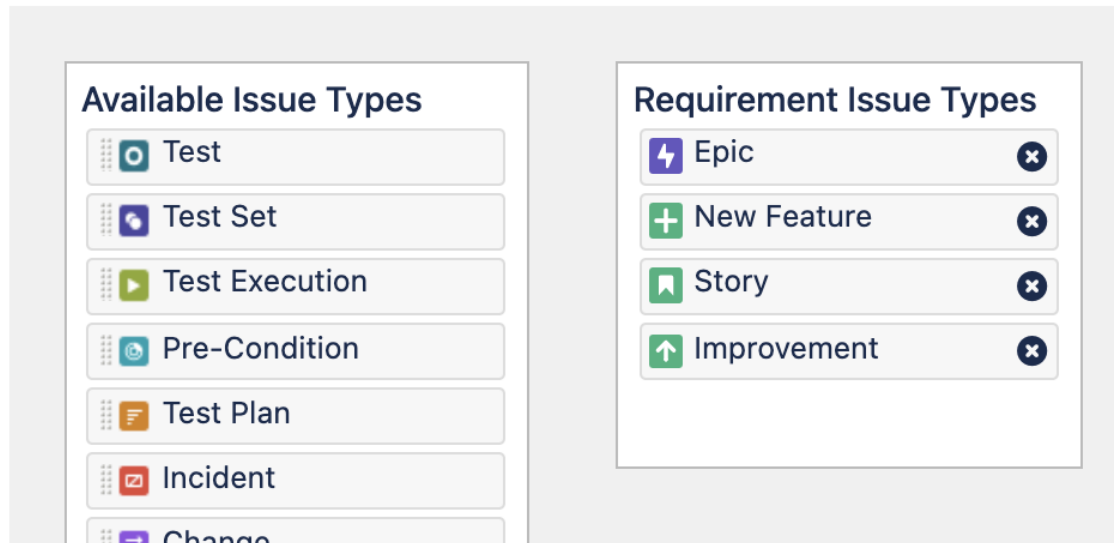 Available Issue Types
Test
Test Set
Test Execution
Pre-Condition
Test Plan
Incident
Change
Requirement Issue Types
Epic
New Feature
Story
Improvement